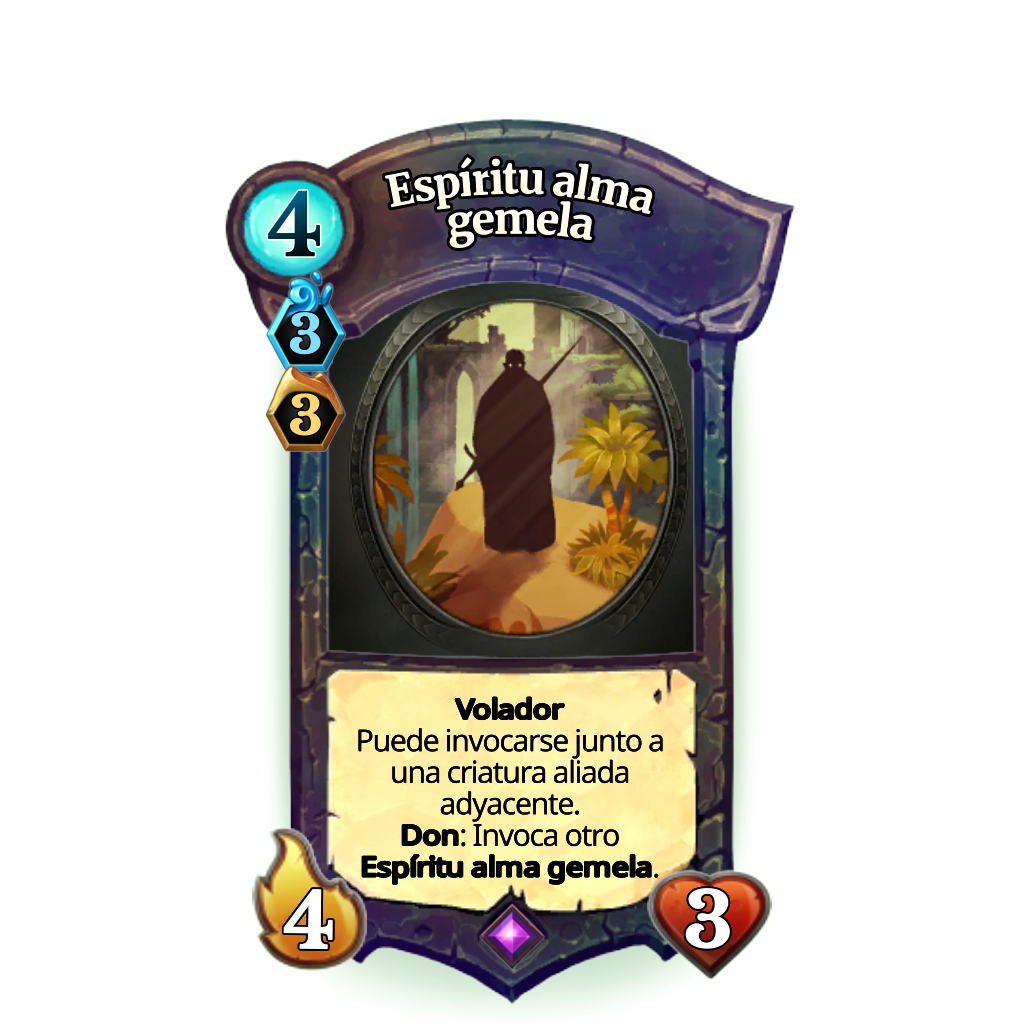 Espíritu alma
gemela
4
3
3
Volador
Puede invocarse junto a
una criatura aliada
adyacente.
Don: Invoca otro
Espíritu alma gemela.
4
3